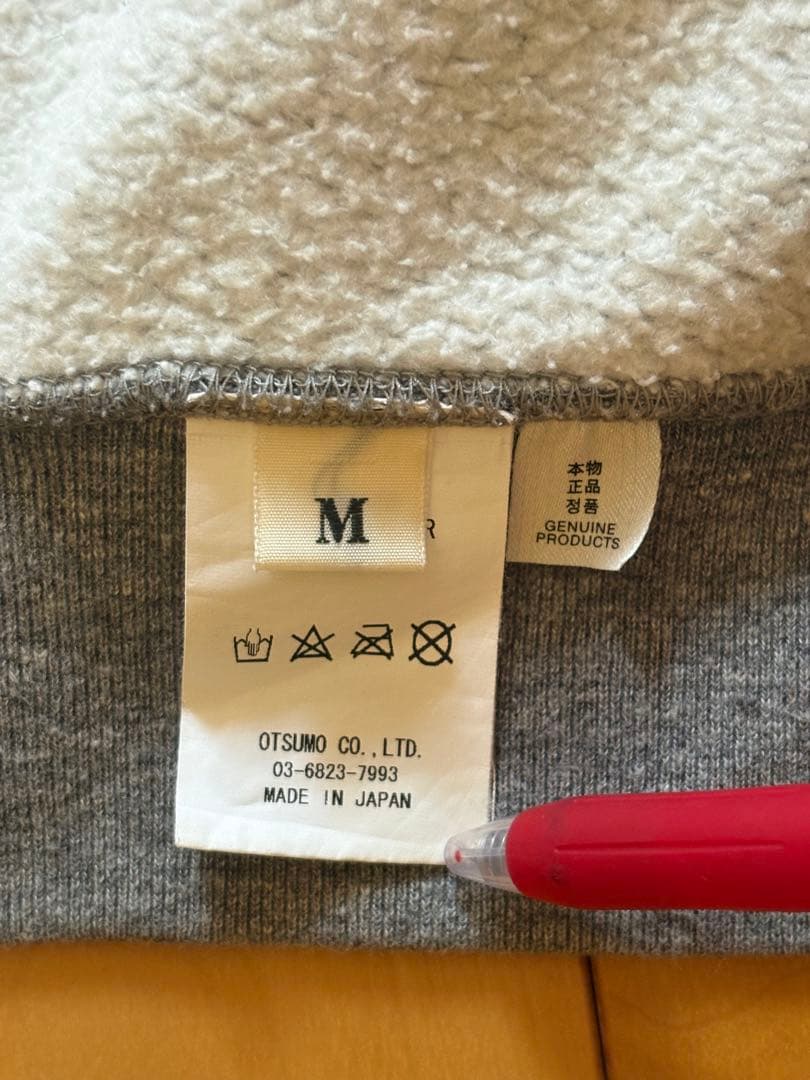 M
R
本物
正品
정품
GENUINE
PRODUCTS
OTSUMO CO.,LTD.
03-6823-7993
MADE IN JAPAN